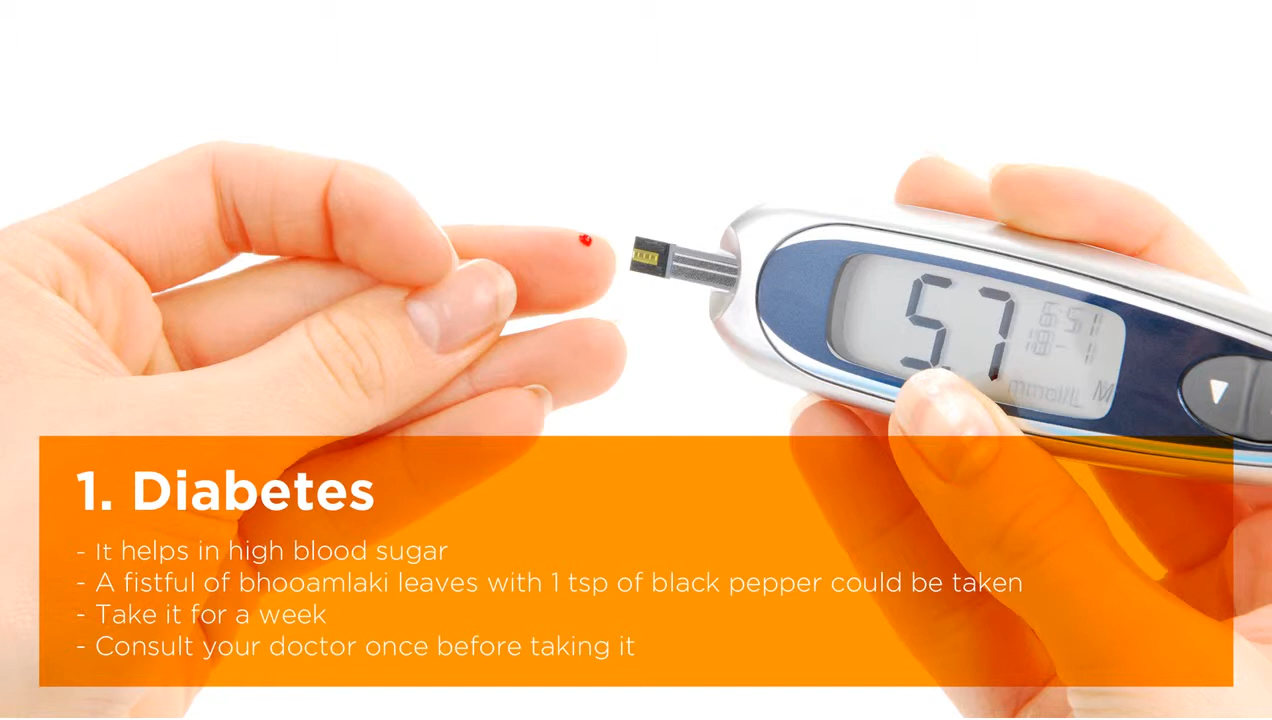 57
mmol/L M
1. Diabetes
- It helps in high blood sugar
- A fistful of bhooamlaki leaves with 1 tsp of black pepper could be taken
- Take it for a week
- Consult your doctor once before taking it